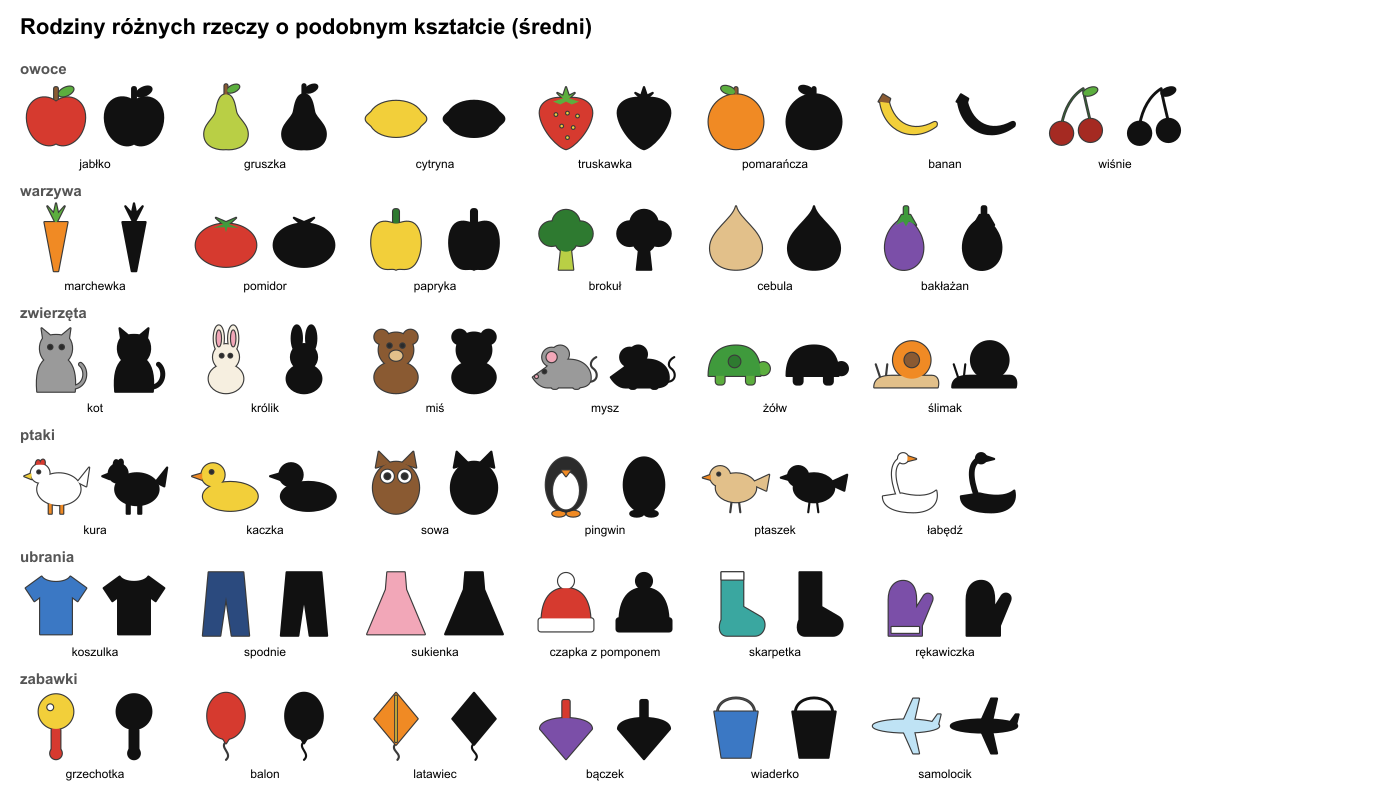 Rodziny różnych rzeczy o podobnym kształcie (średni)
owoce
jabłko gruszka cytryna truskawka pomarańcza banan wiśnie
warzywa
marchewka pomidor papryka brokuł cebula bakłażan
zwierzęta
kot królik miś mysz żółw ślimak
ptaki
kura kaczka sowa pingwin ptaszek łabędź
ubrania
koszulka spodnie sukienka czapka z pomponem skarpetka rękawiczka
zabawki
grzechotka balon latawiec bączek wiaderko samolocik